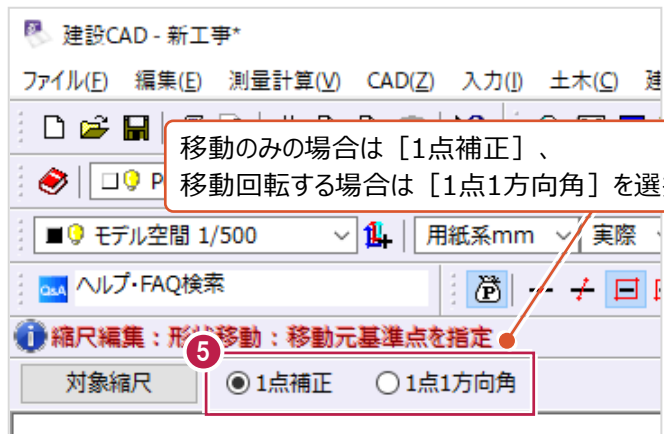 建設CAD - 新工事*
ファイル(F) 編集(E) 測量計算(V) CAD(Z) 入力(I) 土木(C) 建
移動のみの場合は［1点補正］、
移動回転する場合は［1点1方向角］を選
P
モデル空間 1/500 用紙系mm 実際
Q&A ヘルプ・FAQ検索
縮尺編集：形状移動：移動元基準点を指定
5
対象縮尺 1点補正 1点1方向角